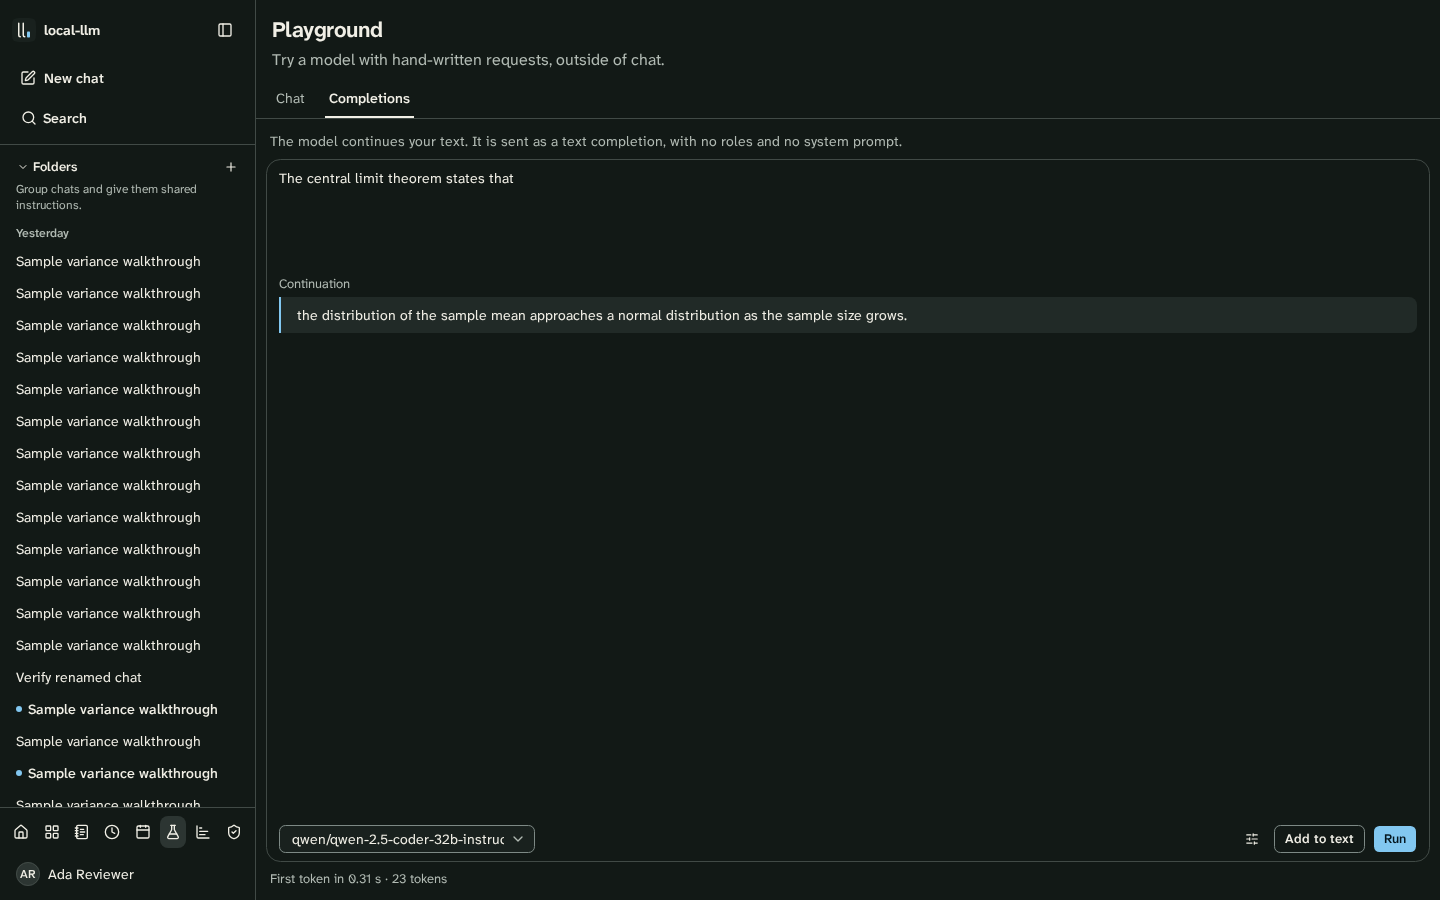 local-llm
New chat
Search
Folders
Group chats and give them shared
instructions.
Yesterday
Sample variance walkthrough
Sample variance walkthrough
Sample variance walkthrough
Sample variance walkthrough
Sample variance walkthrough
Sample variance walkthrough
Sample variance walkthrough
Sample variance walkthrough
Sample variance walkthrough
Sample variance walkthrough
Sample variance walkthrough
Sample variance walkthrough
Sample variance walkthrough
Verify renamed chat
Sample variance walkthrough
Sample variance walkthrough
Sample variance walkthrough
Sample variance walkthrough
AR
Ada Reviewer
Playground
Try a model with hand-written requests, outside of chat.
Chat
Completions
The model continues your text. It is sent as a text completion, with no roles and no system prompt.
The central limit theorem states that
Continuation
the distribution of the sample mean approaches a normal distribution as the sample size grows.
qwen/qwen-2.5-coder-32b-instruc
Add to text
Run
First token in 0.31 s · 23 tokens